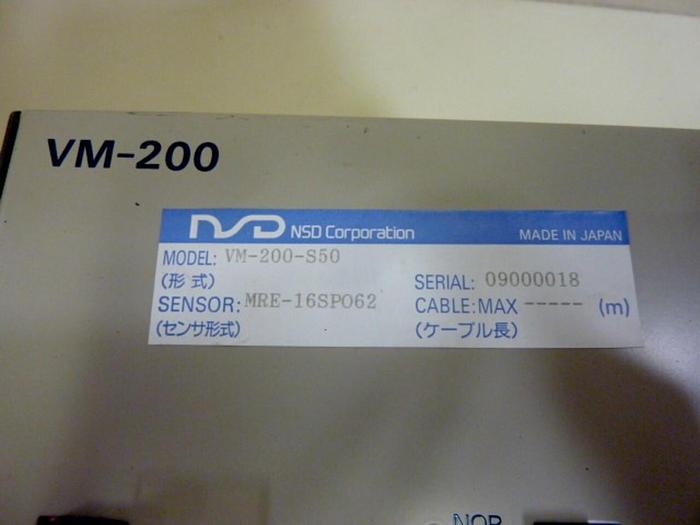 VM-200
NSD NSD Corporation MADE IN JAPAN
MODEL: VM-200-S50
(形式) SERIAL: 09000018
SENSOR: MRE-16SP062 CABLE:MAX ----- (m)
(センサ形式) (ケーブル長)